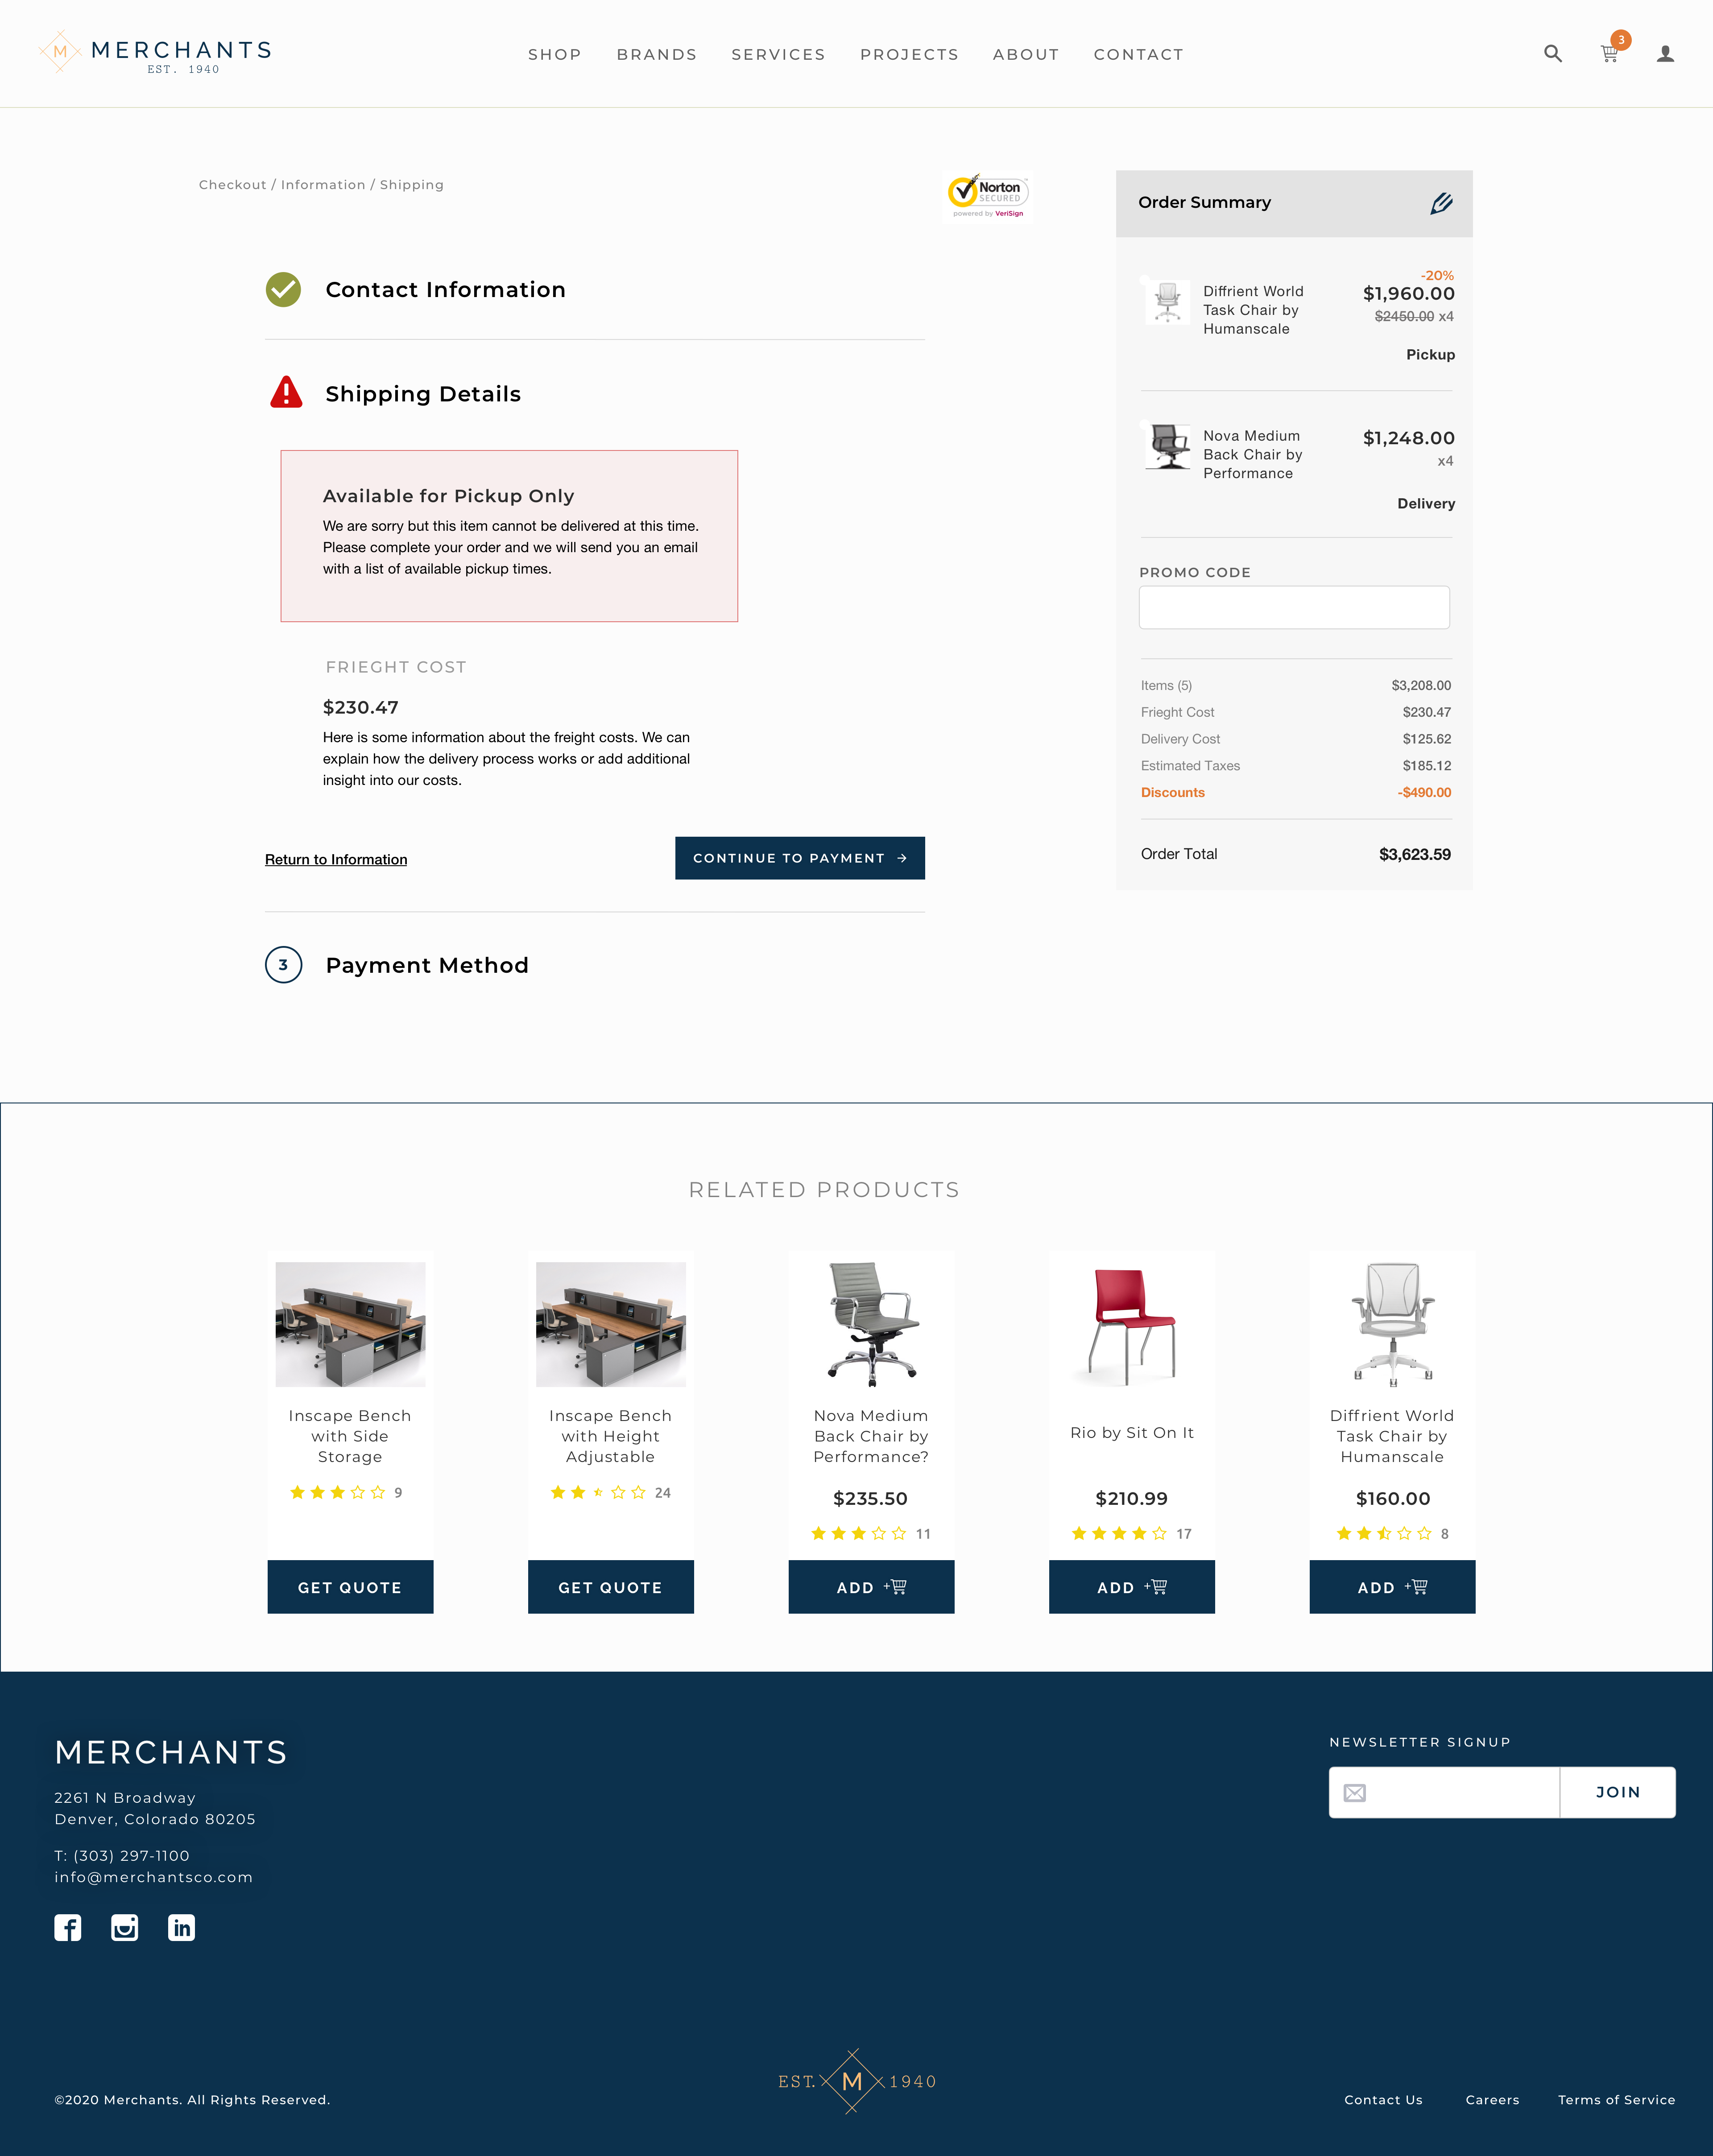 M MERCHANTS
EST. 1940
SHOP BRANDS SERVICES PROJECTS ABOUT CONTACT
3
Checkout / Information / Shipping
Norton
SECURED
powered by VeriSign
Contact Information
Shipping Details
Available for Pickup Only
We are sorry but this item cannot be delivered at this time.
Please complete your order and we will send you an email
with a list of available pickup times.
FRIEGHT COST
$230.47
Here is some information about the freight costs. We can
explain how the delivery process works or add additional
insight into our costs.
Return to Information
CONTINUE TO PAYMENT →
3 Payment Method
Order Summary
-20%
Diffrient World
Task Chair by
Humanscale
$1,960.00
$2450.00 x4
Pickup
Nova Medium
Back Chair by
Performance
$1,248.00
x4
Delivery
PROMO CODE
Items (5) $3,208.00
Frieght Cost $230.47
Delivery Cost $125.62
Estimated Taxes $185.12
Discounts -$490.00
Order Total $3,623.59
RELATED PRODUCTS
Inscape Bench
with Side
Storage
9
GET QUOTE
Inscape Bench
with Height
Adjustable
24
GET QUOTE
Nova Medium
Back Chair by
Performance?
$235.50
11
ADD
Rio by Sit On It
$210.99
17
ADD
Diffrient World
Task Chair by
Humanscale
$160.00
8
ADD
MERCHANTS
2261 N Broadway
Denver, Colorado 80205
T: (303) 297-1100
info@merchantsco.com
NEWSLETTER SIGNUP
JOIN
EST. M 1940
©2020 Merchants. All Rights Reserved.
Contact Us Careers Terms of Service